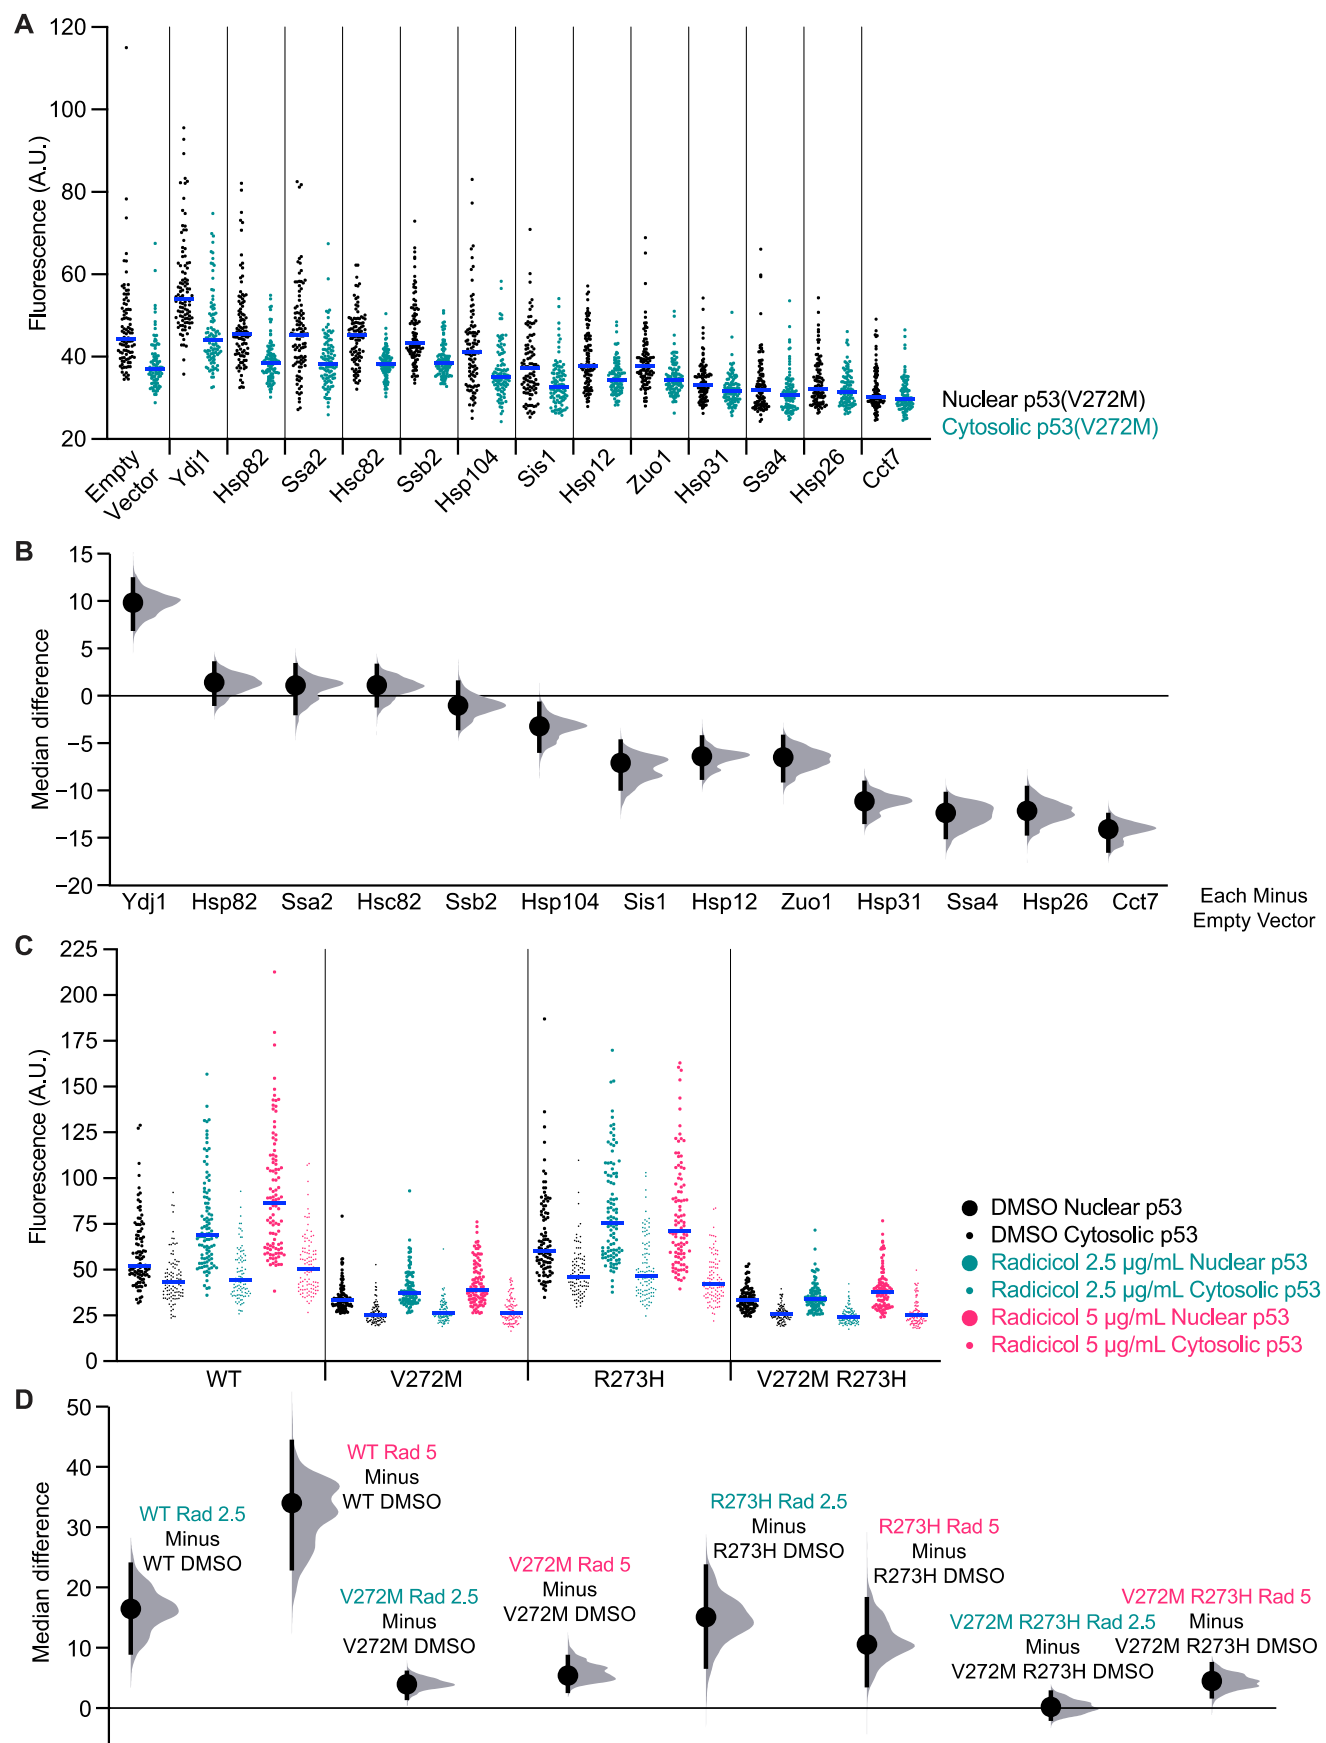 A
120
100
80
60
40
20
Fluorescence (A.U.)
Nuclear p53(V272M)
Cytosolic p53(V272M)
Empty
Vector
Ydj1
Hsp82
Ssa2
Hsc82
Ssb2
Hsp104
Sis1
Hsp12
Zuo1
Hsp31
Ssa4
Hsp26
Cct7
B
15
10
5
0
−5
−10
−15
−20
Median difference
Ydj1 Hsp82 Ssa2 Hsc82 Ssb2 Hsp104 Sis1 Hsp12 Zuo1 Hsp31 Ssa4 Hsp26 Cct7
Each Minus
Empty Vector
C
225
200
175
150
125
100
75
50
25
0
Fluorescence (A.U.)
DMSO Nuclear p53
DMSO Cytosolic p53
Radicicol 2.5 µg/mL Nuclear p53
Radicicol 2.5 µg/mL Cytosolic p53
Radicicol 5 µg/mL Nuclear p53
Radicicol 5 µg/mL Cytosolic p53
WT V272M R273H V272M R273H
D
50
40
30
20
10
0
Median difference
WT Rad 2.5
Minus
WT DMSO
WT Rad 5
Minus
WT DMSO
V272M Rad 2.5
Minus
V272M DMSO
V272M Rad 5
Minus
V272M DMSO
R273H Rad 2.5
Minus
R273H DMSO
R273H Rad 5
Minus
R273H DMSO
V272M R273H Rad 2.5
Minus
V272M R273H DMSO
V272M R273H Rad 5
Minus
V272M R273H DMSO